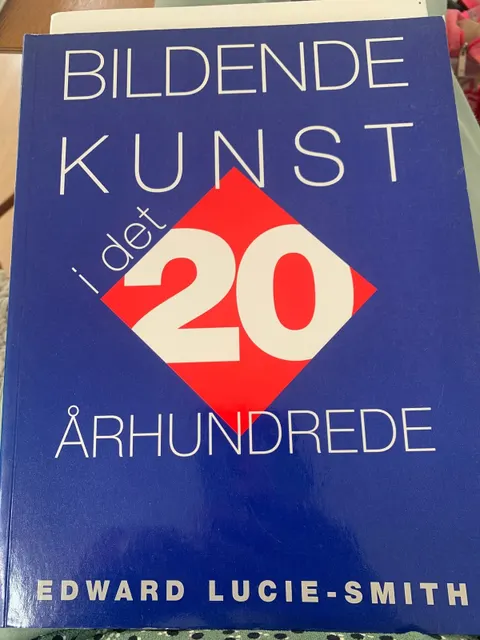 BILDENDE
KUNST
i det
20
ÅRHUNDREDE
EDWARD LUCIE-SMITH